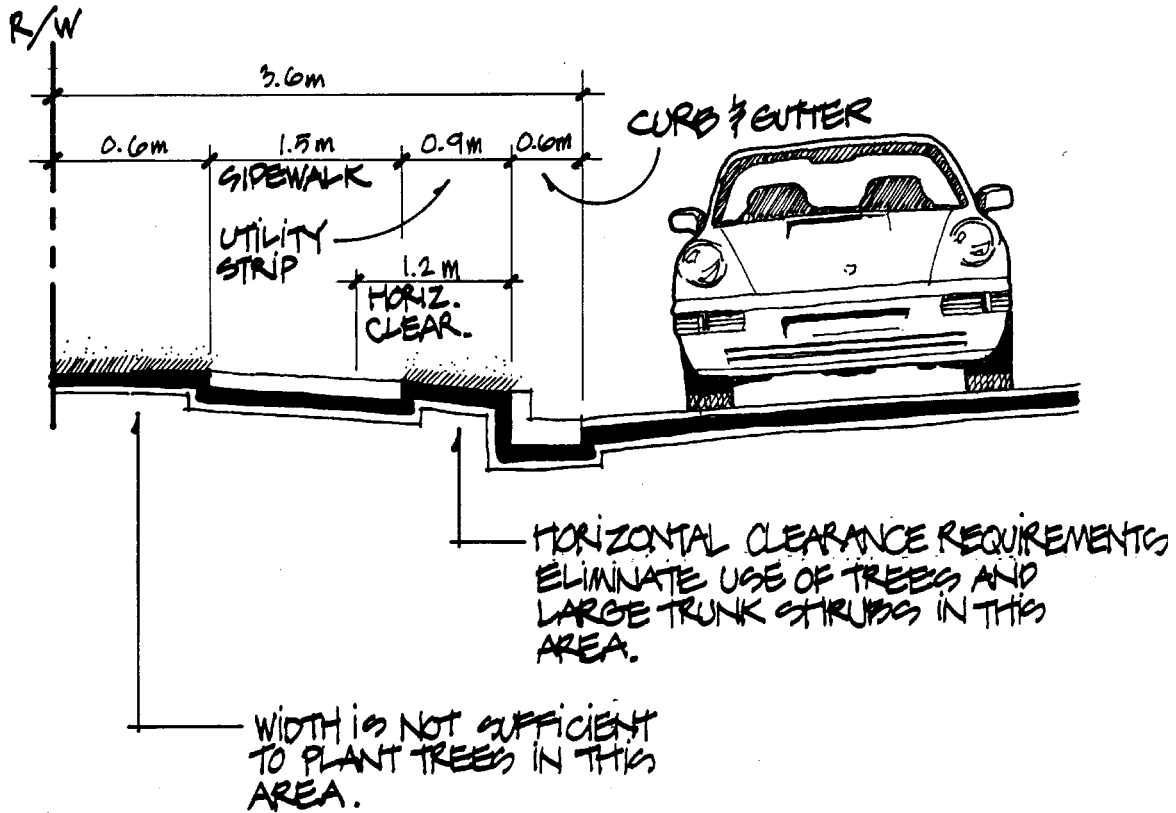 R/W
3.6m
0.6m
1.5m
0.9m
0.6m
CURB & GUTTER
SIDEWALK
UTILITY
STRIP
1.2 m
HORIZ.
CLEAR.
HORIZONTAL CLEARANCE REQUIREMENTS
ELIMINATE USE OF TREES AND
LARGE TRUNK SHRUBS IN THIS
AREA.
WIDTH IS NOT SUFFICIENT
TO PLANT TREES IN THIS
AREA.